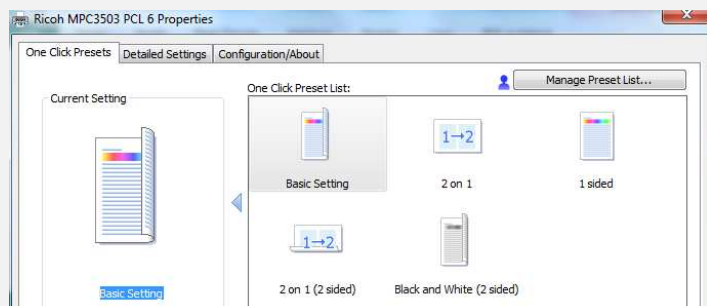 Ricoh MPC3503 PCL 6 Properties
One Click Presets Detailed Settings Configuration/About
Current Setting
One Click Preset List:
Manage Preset List...
1→2
Basic Setting 2 on 1 1 sided
1→2
Basic Setting
2 on 1 (2 sided) Black and White (2 sided)